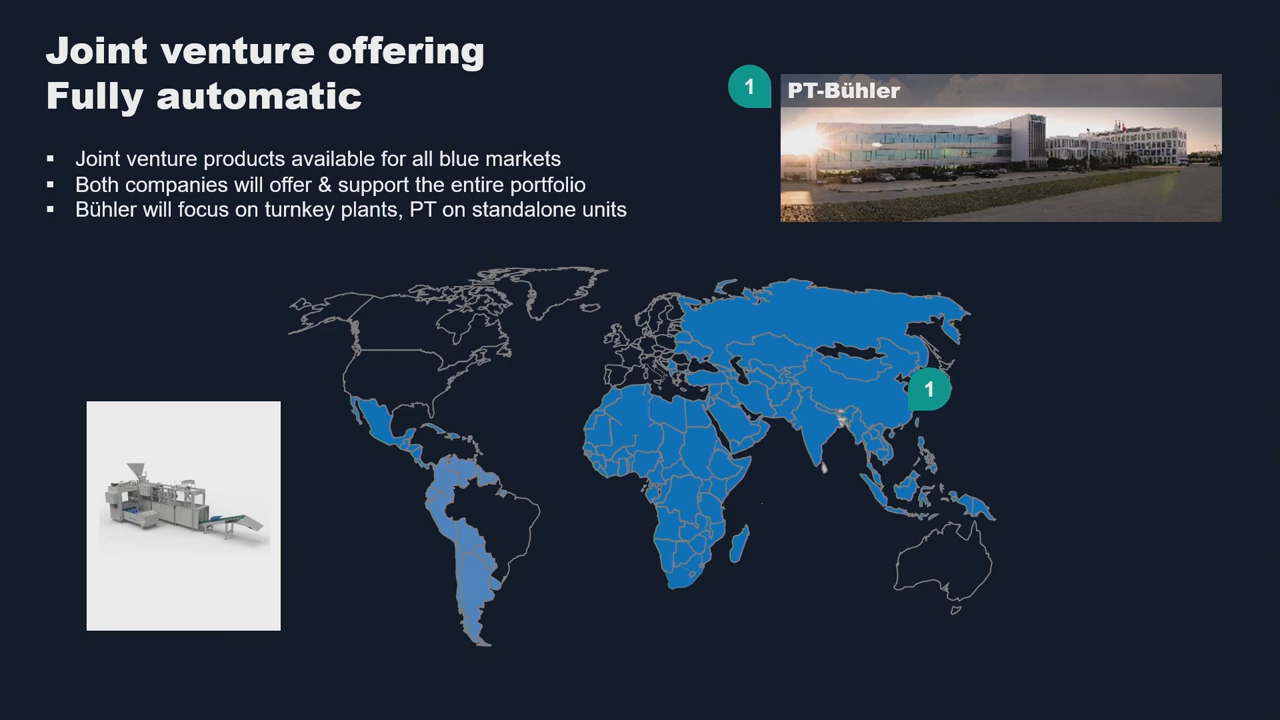 Joint venture offering
Fully automatic
1
PT-Bühler
▪ Joint venture products available for all blue markets
▪ Both companies will offer & support the entire portfolio
▪ Bühler will focus on turnkey plants, PT on standalone units
1